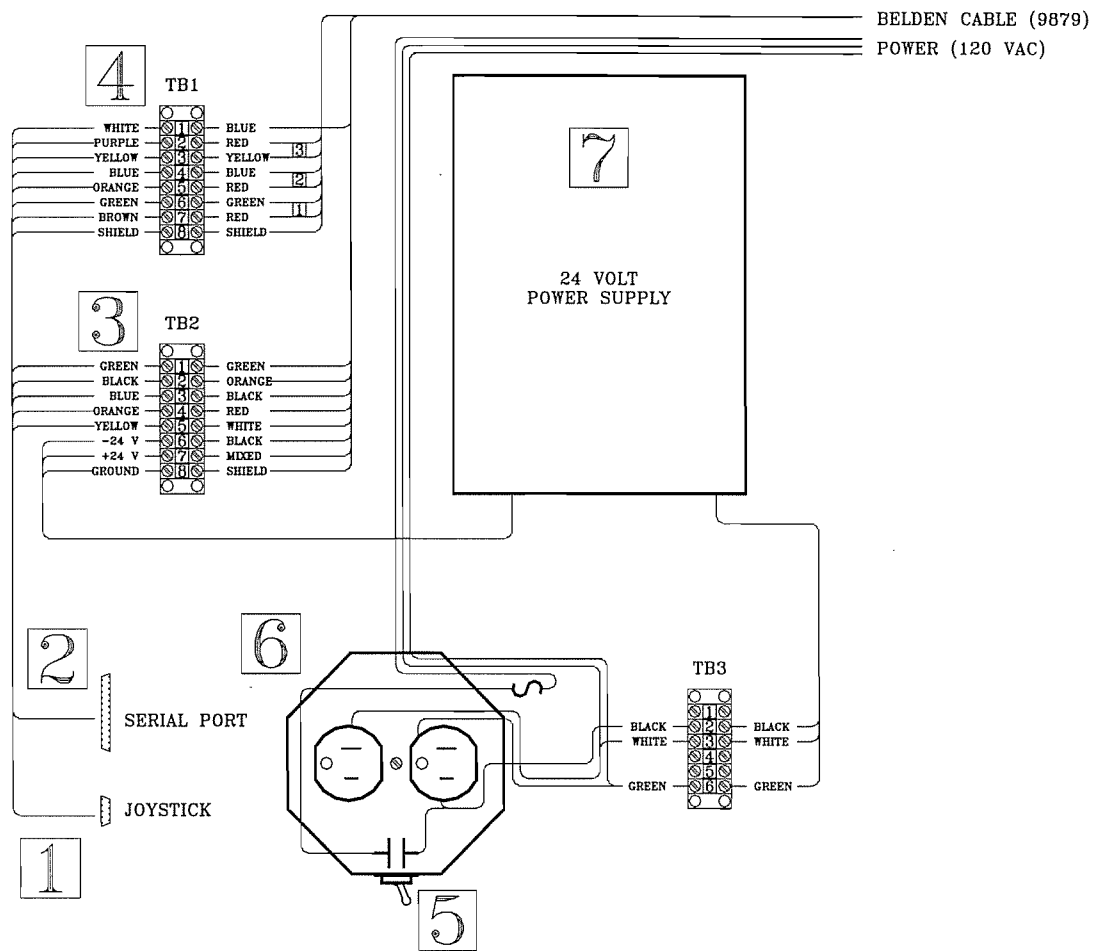 BELDEN CABLE (9879)
POWER (120 VAC)
4
TB1
WHITE 1 BLUE
PURPLE 2 RED
YELLOW 3 YELLOW 3
BLUE 4 BLUE
ORANGE 5 RED 2
GREEN 6 GREEN
BROWN 7 RED 1
SHIELD 8 SHIELD
7
24 VOLT
POWER SUPPLY
3
TB2
GREEN 1 GREEN
BLACK 2 ORANGE
BLUE 3 BLACK
ORANGE 4 RED
YELLOW 5 WHITE
-24 V 6 BLACK
+24 V 7 MIXED
GROUND 8 SHIELD
2
SERIAL PORT
JOYSTICK
1
6
5
TB3
1
BLACK 2 BLACK
WHITE 3 WHITE
4
5
GREEN 6 GREEN